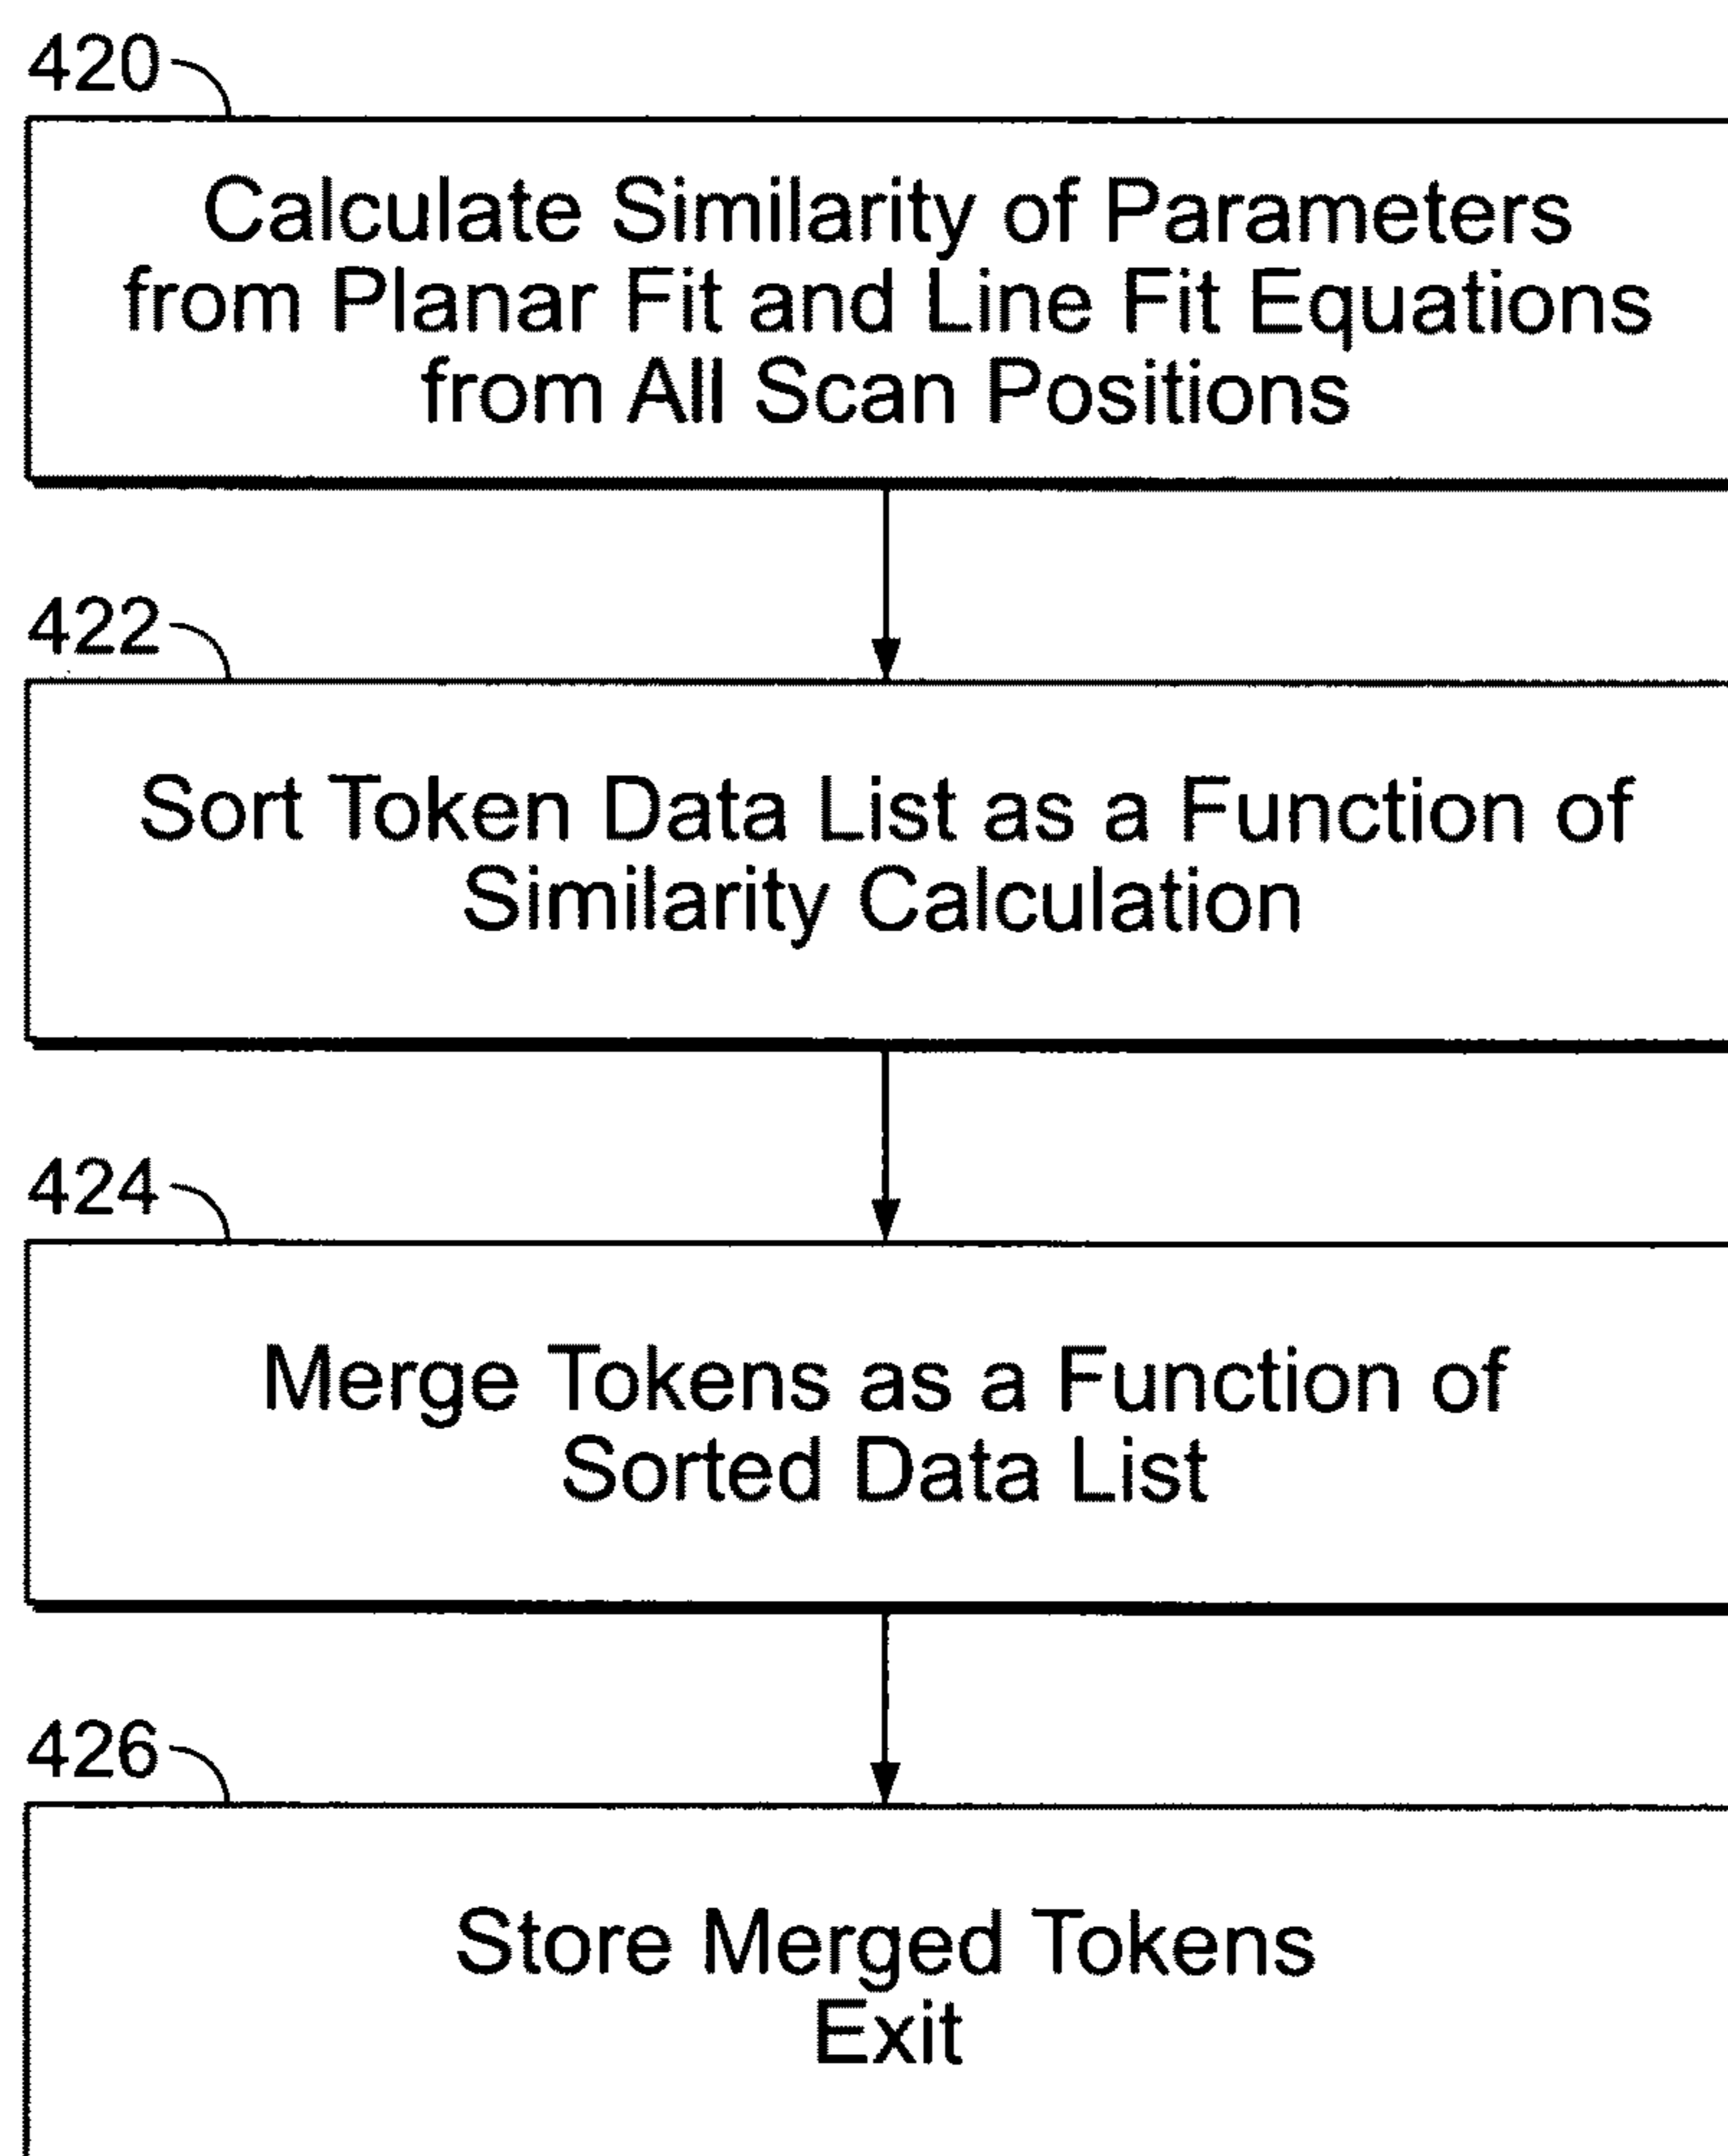 420
Calculate Similarity of Parameters
from Planar Fit and Line Fit Equations
from All Scan Positions
422
Sort Token Data List as a Function of
Similarity Calculation
424
Merge Tokens as a Function of
Sorted Data List
426
Store Merged Tokens
Exit